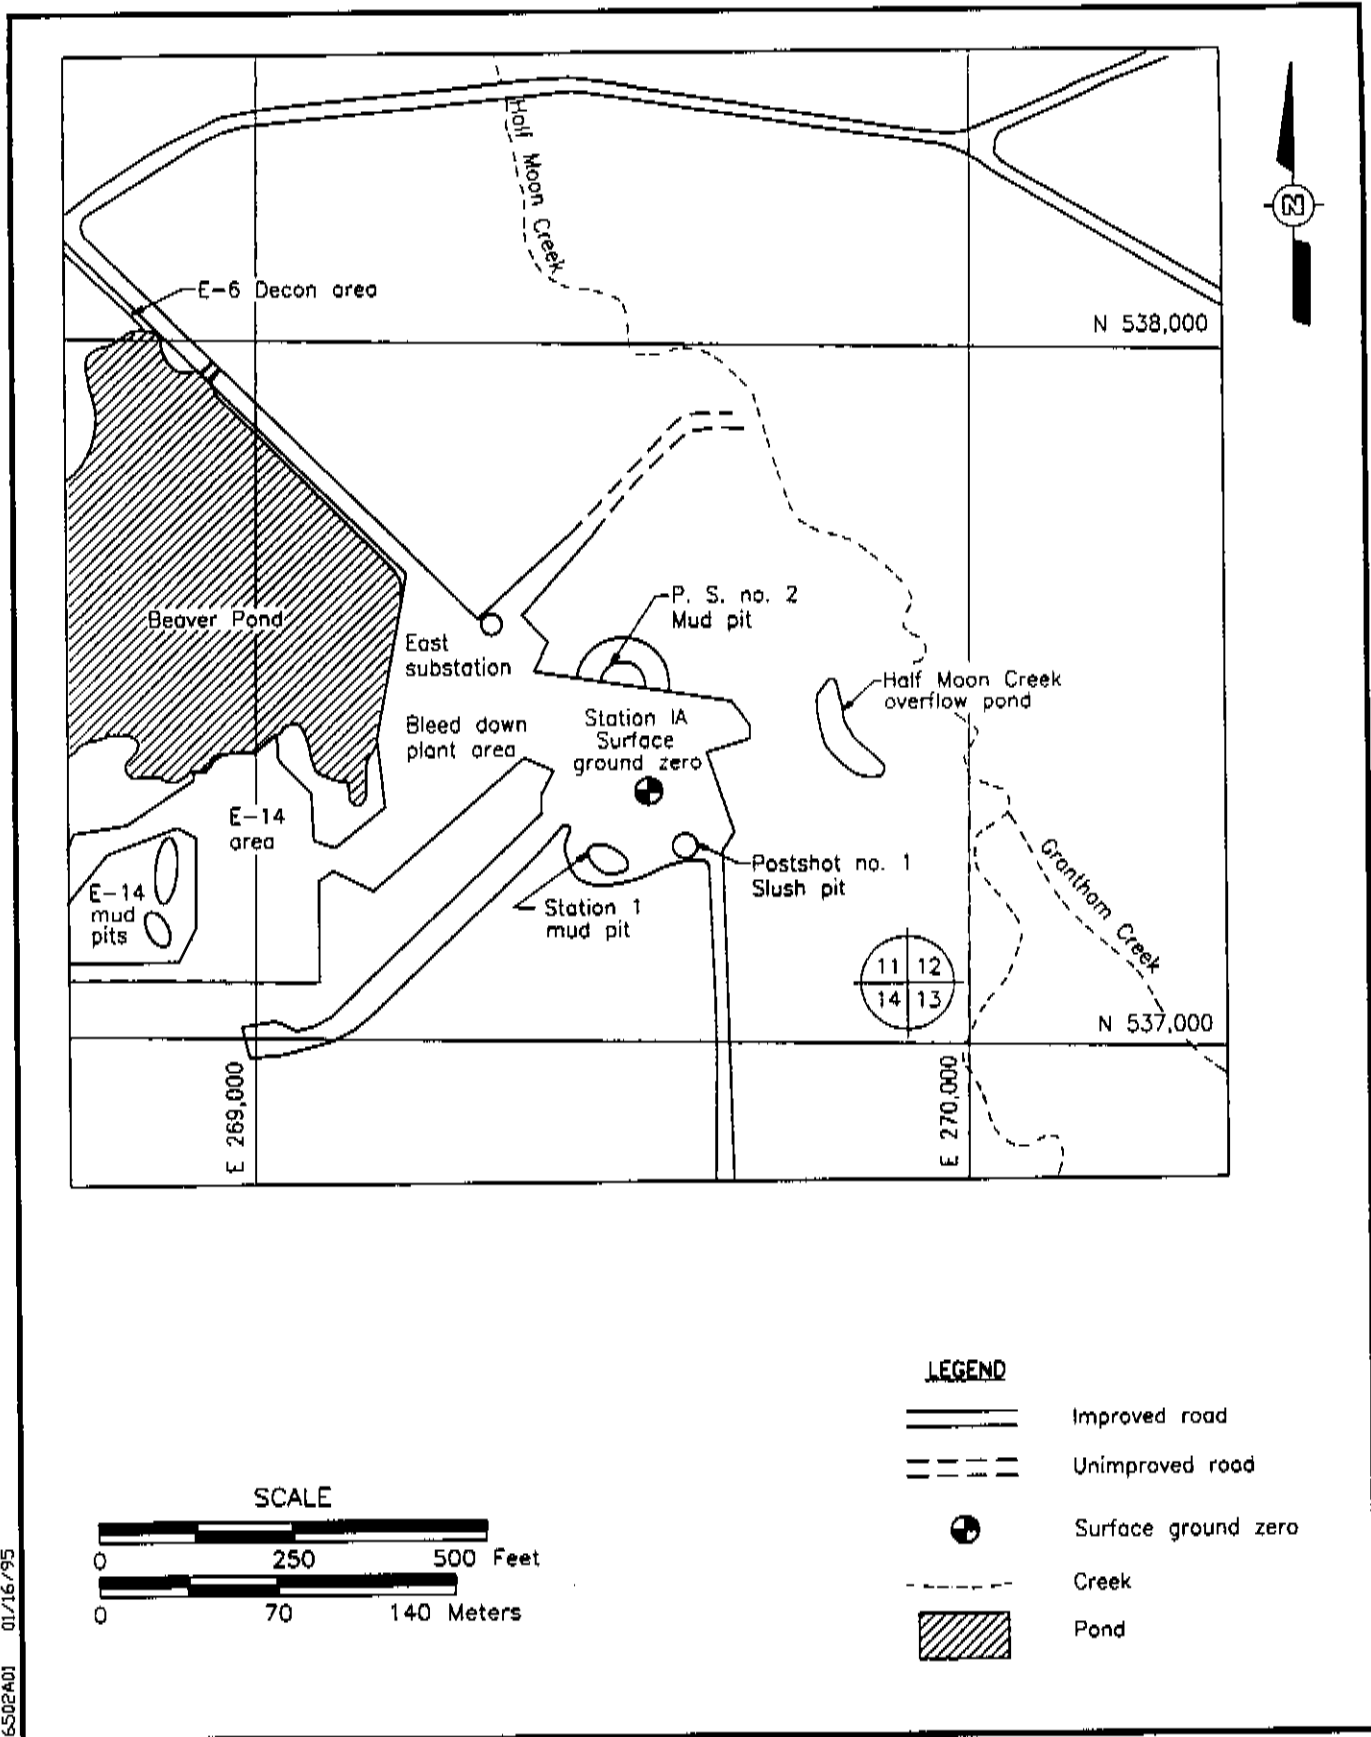 Half Moon Creek
N
E-6 Decon area
N 538,000
P. S. no. 2
Mud pit
Beaver Pond
East
substation
Half Moon Creek
overflow pond
Bleed down
plant area
Station IA
Surface
ground zero
E-14
area
Grantham Creek
Postshot no. 1
Slush pit
E-14
mud
pits
Station 1
mud pit
11 12
14 13
N 537,000
E 269,000
E 270,000
LEGEND
Improved road
Unimproved road
Surface ground zero
Creek
Pond
SCALE
0 250 500 Feet
0 70 140 Meters
6502A01 01/16/95